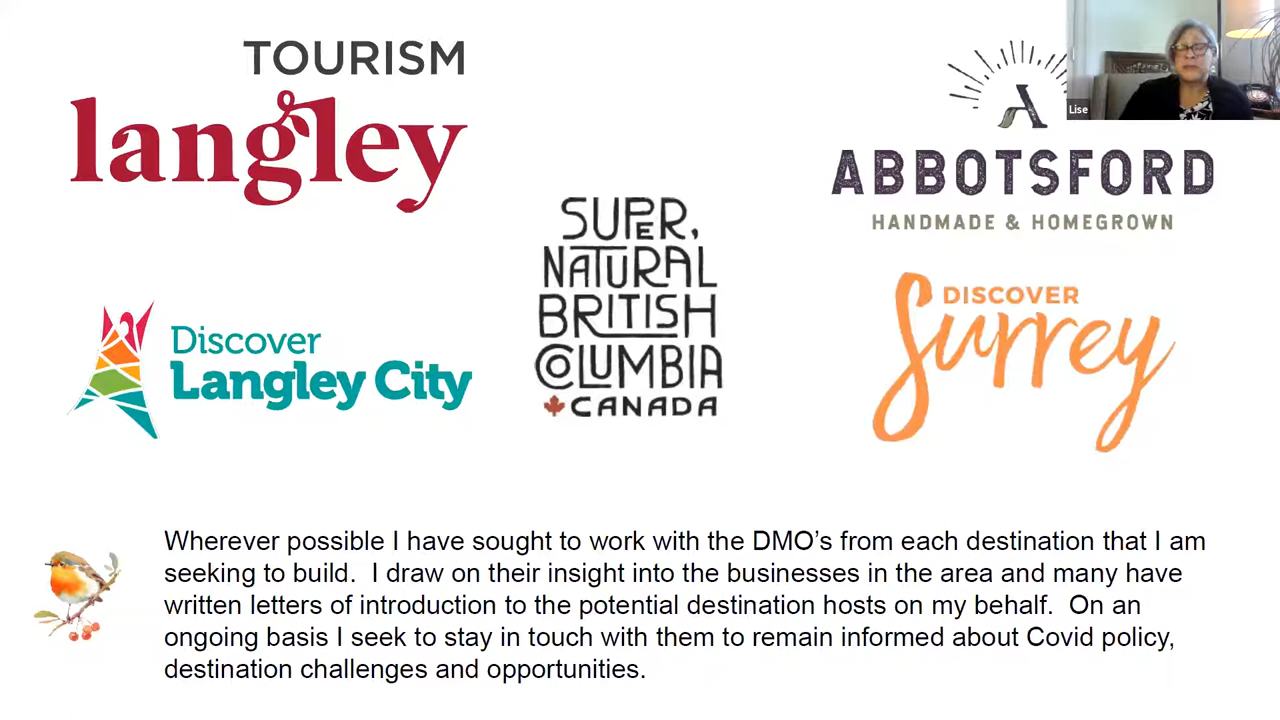 TOURISM
langley
Lise
A
ABBOTSFORD
HANDMADE & HOMEGROWN
SUPER,
NATURAL
BRITISH
COLUMBIA
CANADA
Discover
Langley City
DISCOVER
Surrey
Wherever possible I have sought to work with the DMO’s from each destination that I am
seeking to build.  I draw on their insight into the businesses in the area and many have
written letters of introduction to the potential destination hosts on my behalf.  On an
ongoing basis I seek to stay in touch with them to remain informed about Covid policy,
destination challenges and opportunities.